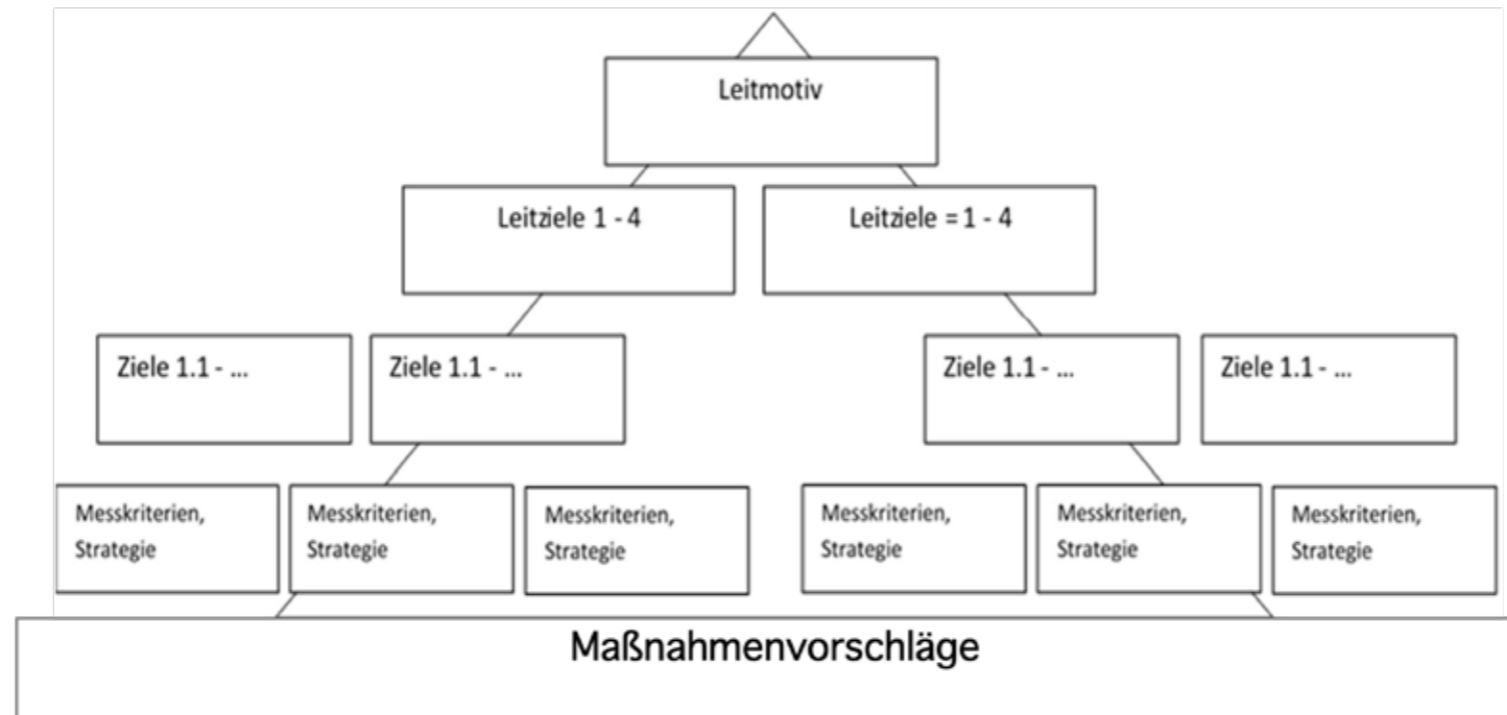 Leitmotiv
Leitziele 1 - 4
Leitziele = 1 - 4
Ziele 1.1 - ...
Ziele 1.1 - ...
Ziele 1.1 - ...
Ziele 1.1 - ...
Messkriterien,
Strategie
Messkriterien,
Strategie
Messkriterien,
Strategie
Messkriterien,
Strategie
Messkriterien,
Strategie
Messkriterien,
Strategie
Maßnahmenvorschläge